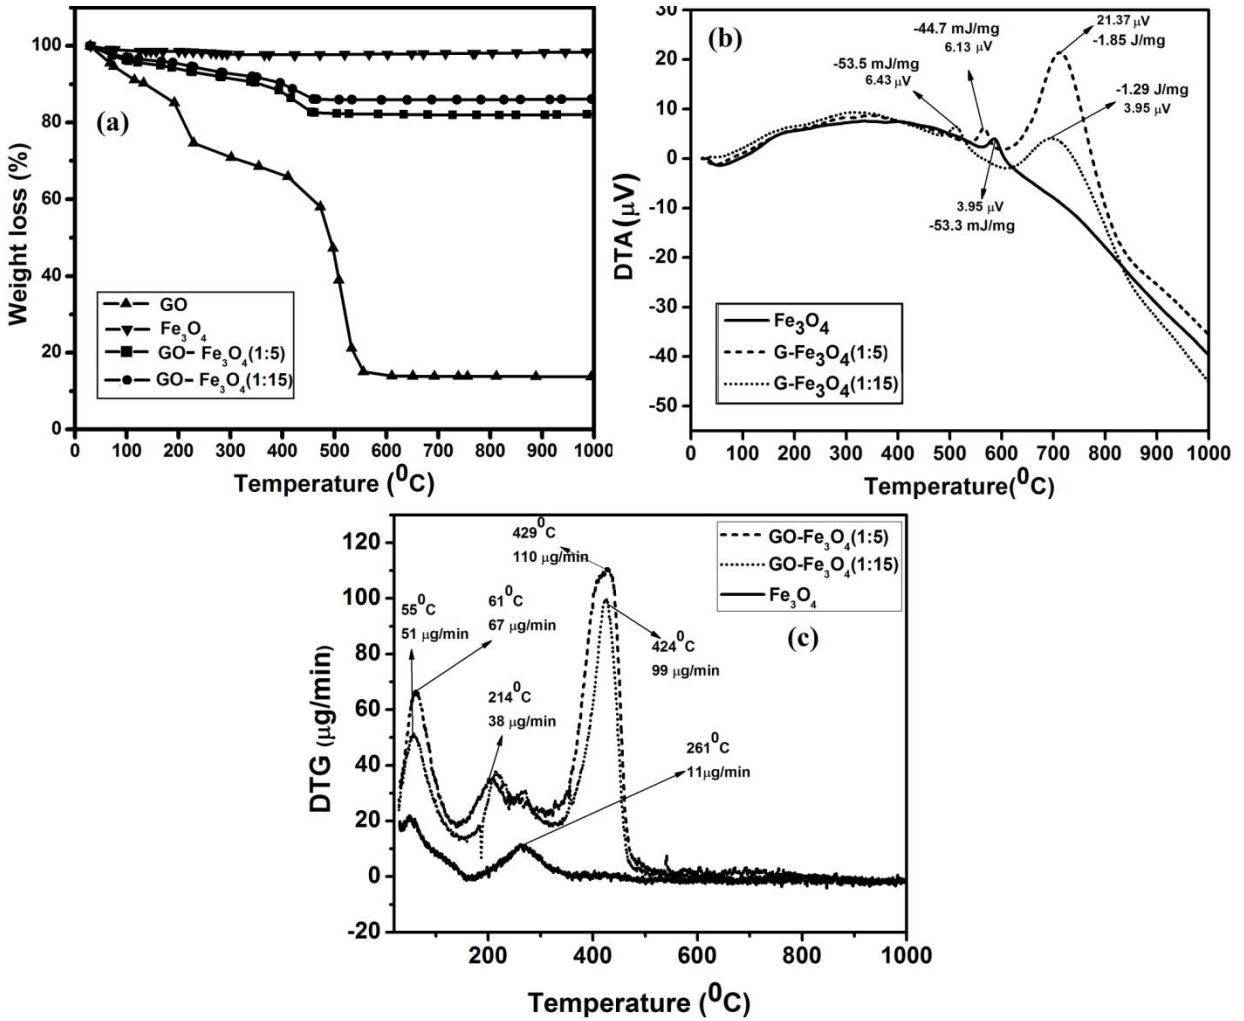 100
80
60
40
20
0
Weight loss (%)
(a)
GO
Fe3O4
GO– Fe3O4(1:5)
GO– Fe3O4(1:15)
0 100 200 300 400 500 600 700 800 900 1000
Temperature (0C)
30
20
10
0
-10
-20
-30
-40
-50
DTA(μV)
(b)
-44.7 mJ/mg
6.13 μV
-53.5 mJ/mg
6.43 μV
21.37 μV
-1.85 J/mg
-1.29 J/mg
3.95 μV
3.95 μV
-53.3 mJ/mg
Fe3O4
G-Fe3O4(1:5)
G-Fe3O4(1:15)
0 100 200 300 400 500 600 700 800 900 1000
Temperature(0C)
120
100
80
60
40
20
0
-20
DTG (μg/min)
429 0C
110 μg/min
55 0C
51 μg/min
61 0C
67 μg/min
214 0C
38 μg/min
424 0C
99 μg/min
261 0C
11μg/min
GO-Fe3O4(1:5)
GO-Fe3O4(1:15)
Fe3O4
(c)
200 400 600 800 1000
Temperature (0C)